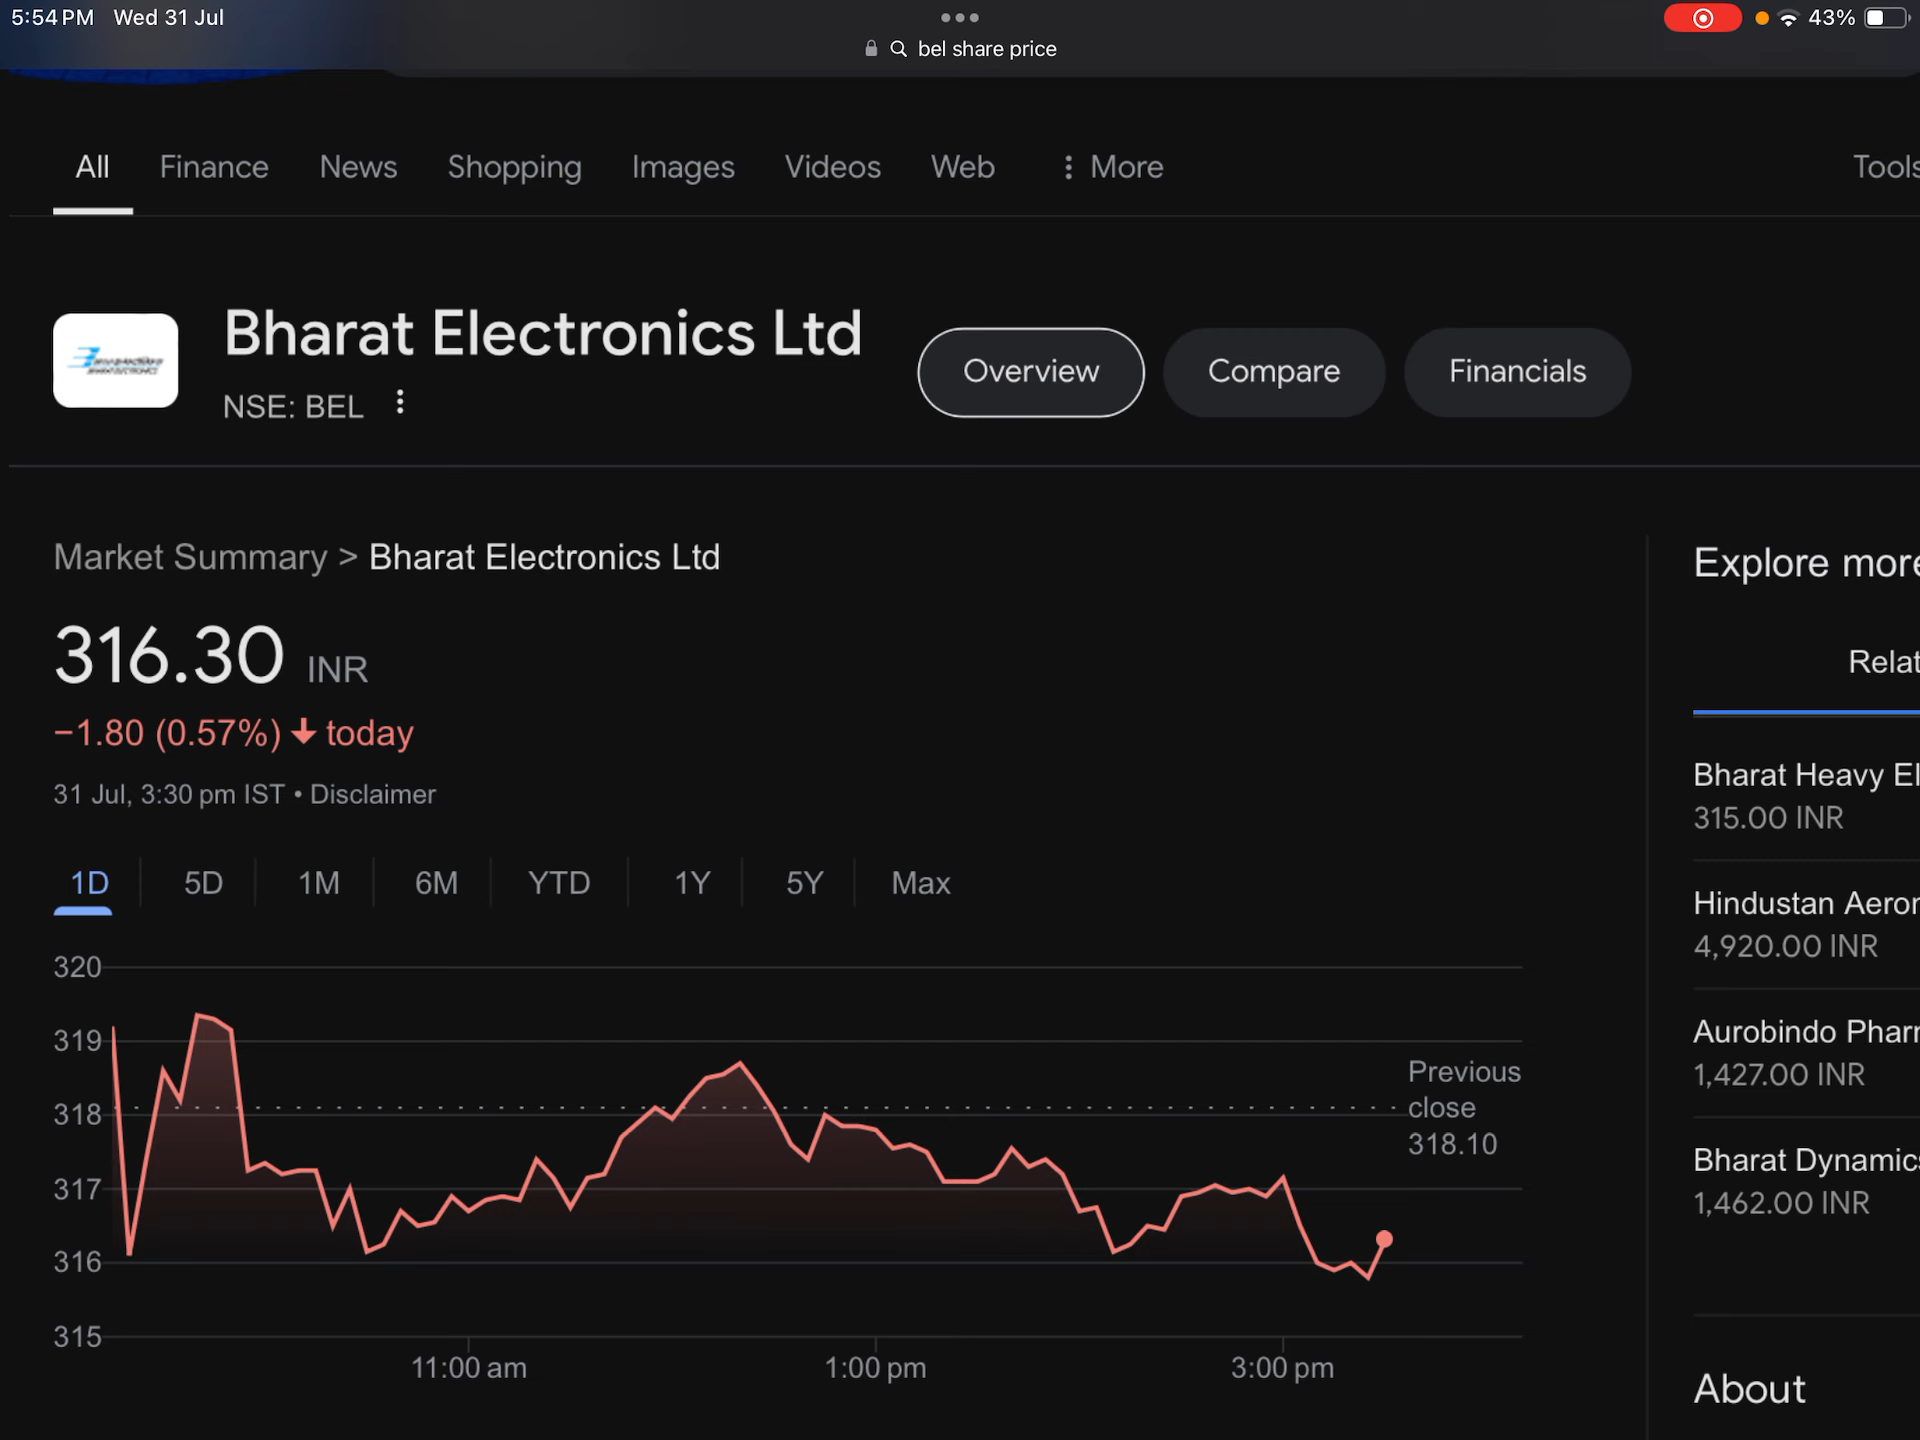 5:54 PM Wed 31 Jul
43%
bel share price
All Finance News Shopping Images Videos Web More
Tools
Bharat Electronics Ltd
NSE: BEL
Overview Compare Financials
Market Summary > Bharat Electronics Ltd
316.30 INR
−1.80 (0.57%) today
31 Jul, 3:30 pm IST • Disclaimer
1D 5D 1M 6M YTD 1Y 5Y Max
320
319
318
317
316
315
Previous
close
318.10
11:00 am 1:00 pm 3:00 pm
Explore more
Relat
Bharat Heavy El
315.00 INR
Hindustan Aeron
4,920.00 INR
Aurobindo Pharm
1,427.00 INR
Bharat Dynamics
1,462.00 INR
About